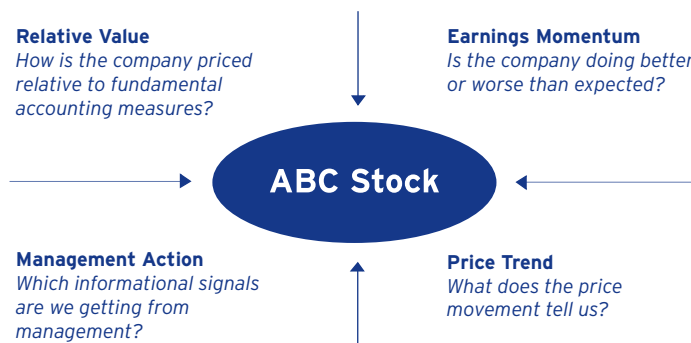 Relative Value
How is the company priced
relative to fundamental
accounting measures?
Earnings Momentum
Is the company doing better
or worse than expected?
ABC Stock
Management Action
Which informational signals
are we getting from
management?
Price Trend
What does the price
movement tell us?